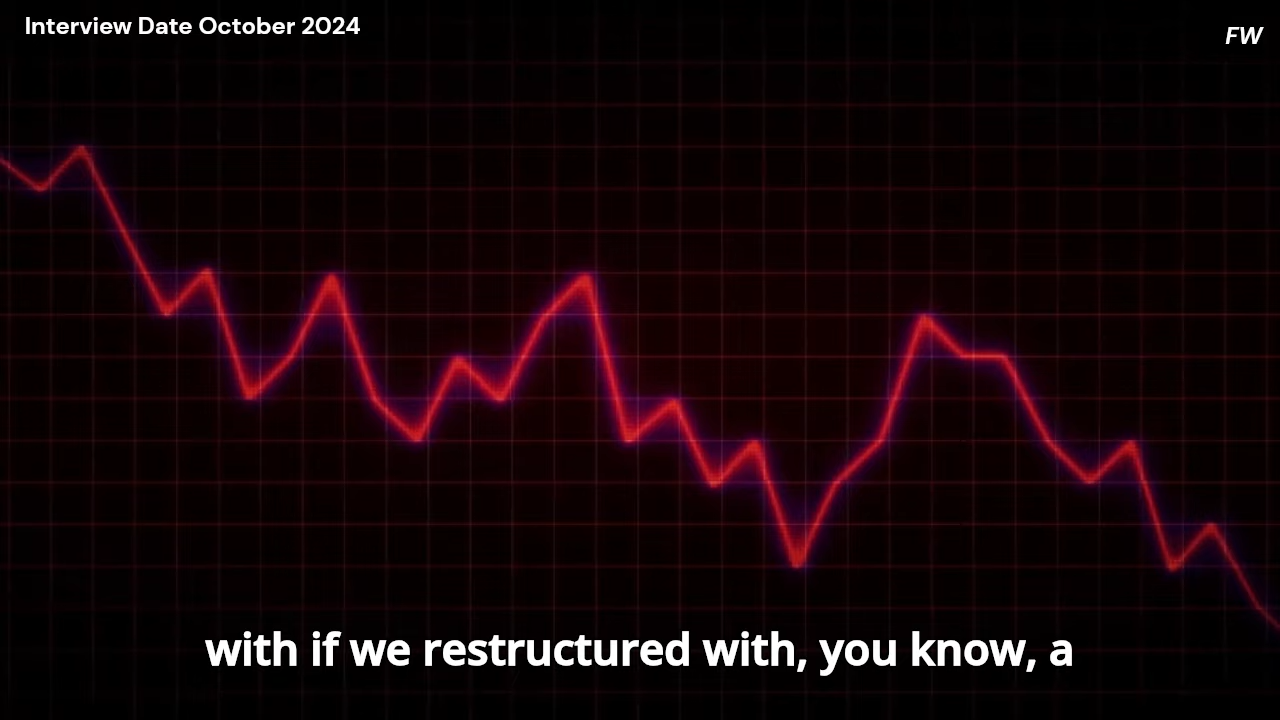 Interview Date October 2024
FW
with if we restructured with, you know, a